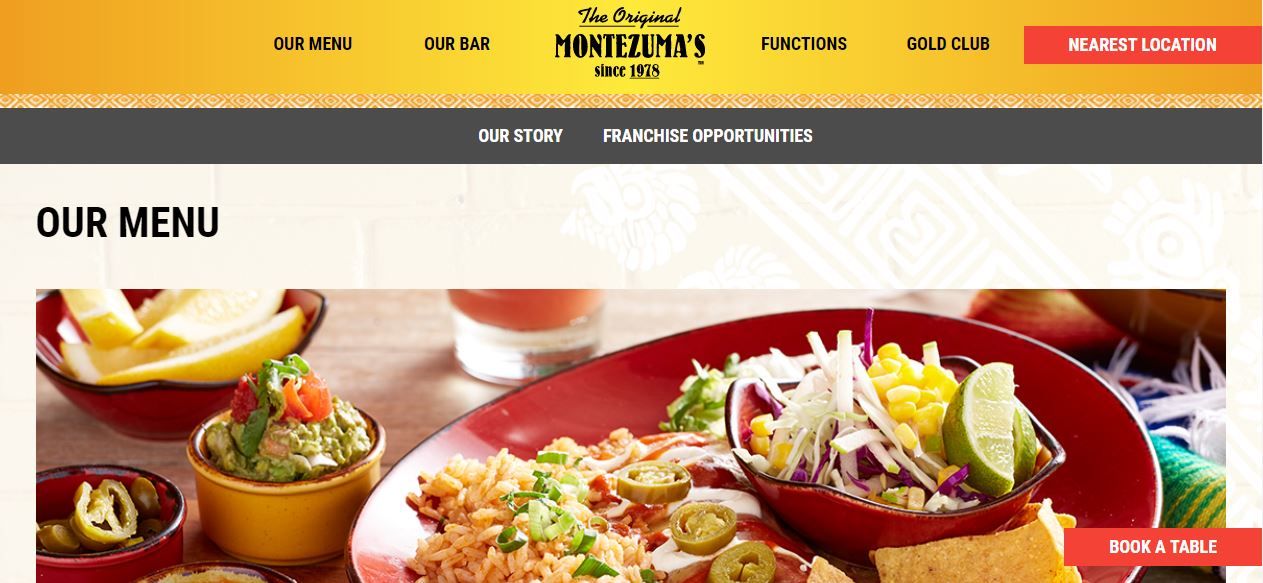 OUR MENU
OUR BAR
The Original
MONTEZUMA'S
since 1978
FUNCTIONS
GOLD CLUB
NEAREST LOCATION
OUR STORY
FRANCHISE OPPORTUNITIES
OUR MENU
BOOK A TABLE